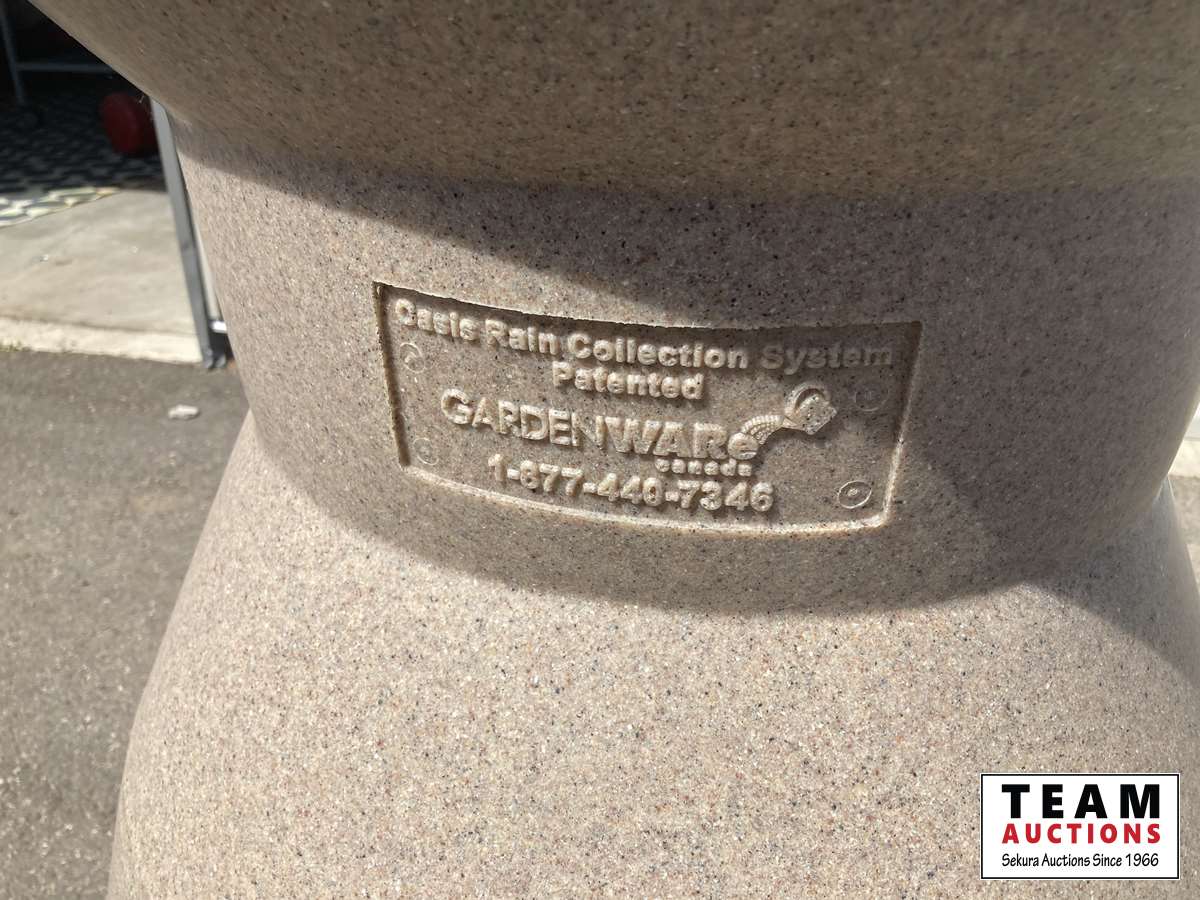 Oasis Rain Collection System
Patented
GARDENWARe
canada
1-877-440-7346
TEAM
AUCTIONS
Sekura Auctions Since 1966